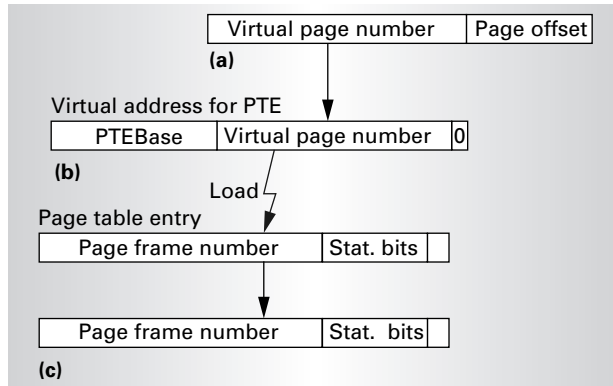 Virtual page number Page offset
(a)
Virtual address for PTE
PTEBase Virtual page number 0
(b)
Load
Page table entry
Page frame number Stat. bits
Page frame number Stat. bits
(c)